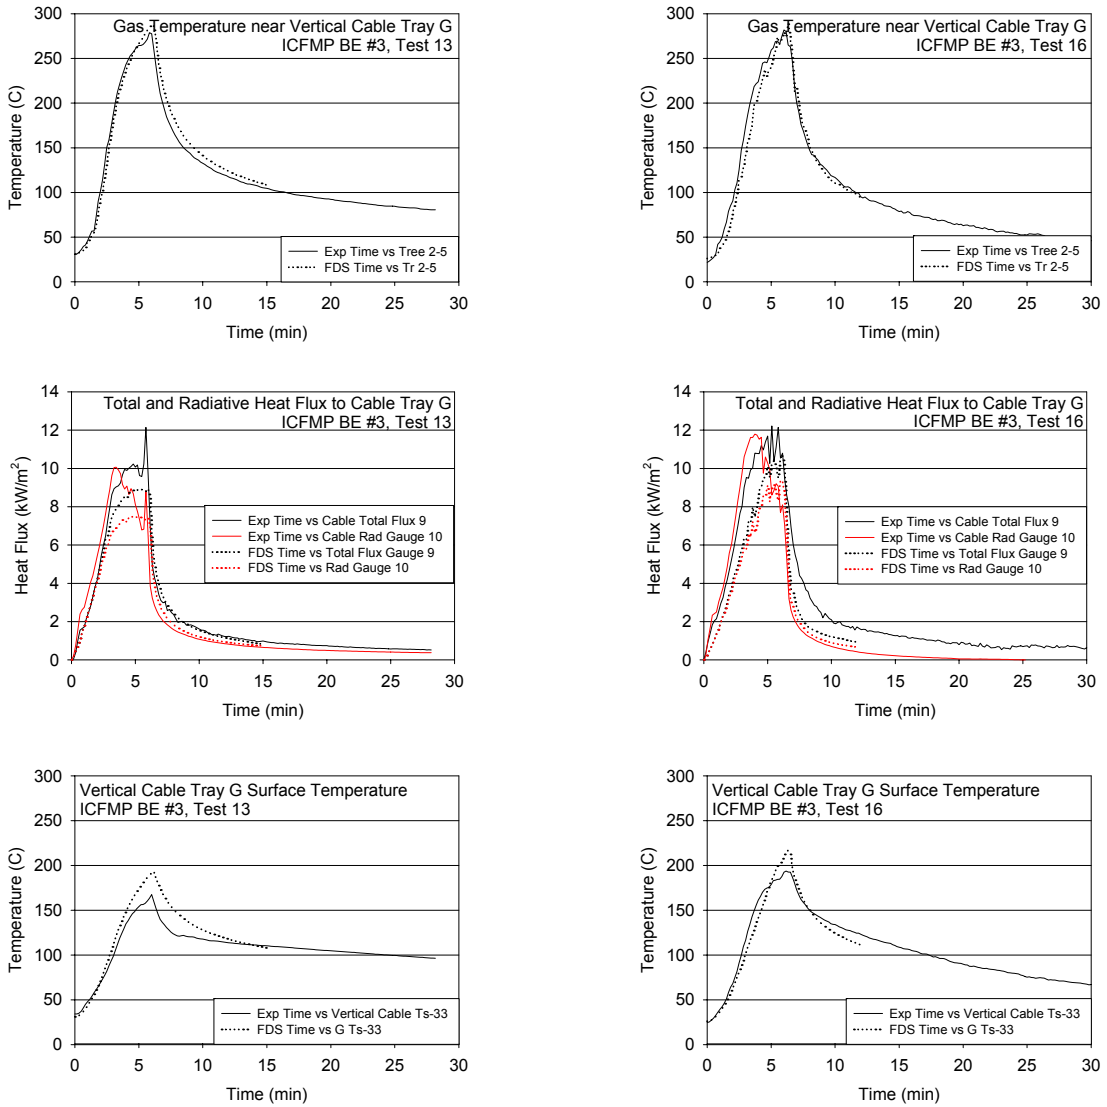 Gas Temperature near Vertical Cable Tray G
ICFMP BE #3, Test 13
Temperature (C)
300
250
200
150
100
50
0
Exp Time vs Tree 2-5
FDS Time vs Tr 2-5
0 5 10 15 20 25 30
Time (min)
Gas Temperature near Vertical Cable Tray G
ICFMP BE #3, Test 16
Temperature (C)
300
250
200
150
100
50
0
Exp Time vs Tree 2-5
FDS Time vs Tr 2-5
0 5 10 15 20 25 30
Time (min)
Total and Radiative Heat Flux to Cable Tray G
ICFMP BE #3, Test 13
Heat Flux (kW/m²)
14
12
10
8
6
4
2
0
Exp Time vs Cable Total Flux 9
Exp Time vs Cable Rad Gauge 10
FDS Time vs Total Flux Gauge 9
FDS Time vs Rad Gauge 10
0 5 10 15 20 25 30
Time (min)
Total and Radiative Heat Flux to Cable Tray G
ICFMP BE #3, Test 16
Heat Flux (kW/m²)
14
12
10
8
6
4
2
0
Exp Time vs Cable Total Flux 9
Exp Time vs Cable Rad Gauge 10
FDS Time vs Total Flux Gauge 9
FDS Time vs Rad Gauge 10
0 5 10 15 20 25 30
Time (min)
Vertical Cable Tray G Surface Temperature
ICFMP BE #3, Test 13
Temperature (C)
300
250
200
150
100
50
0
Exp Time vs Vertical Cable Ts-33
FDS Time vs G Ts-33
0 5 10 15 20 25 30
Time (min)
Vertical Cable Tray G Surface Temperature
ICFMP BE #3, Test 16
Temperature (C)
300
250
200
150
100
50
0
Exp Time vs Vertical Cable Ts-33
FDS Time vs G Ts-33
0 5 10 15 20 25 30
Time (min)